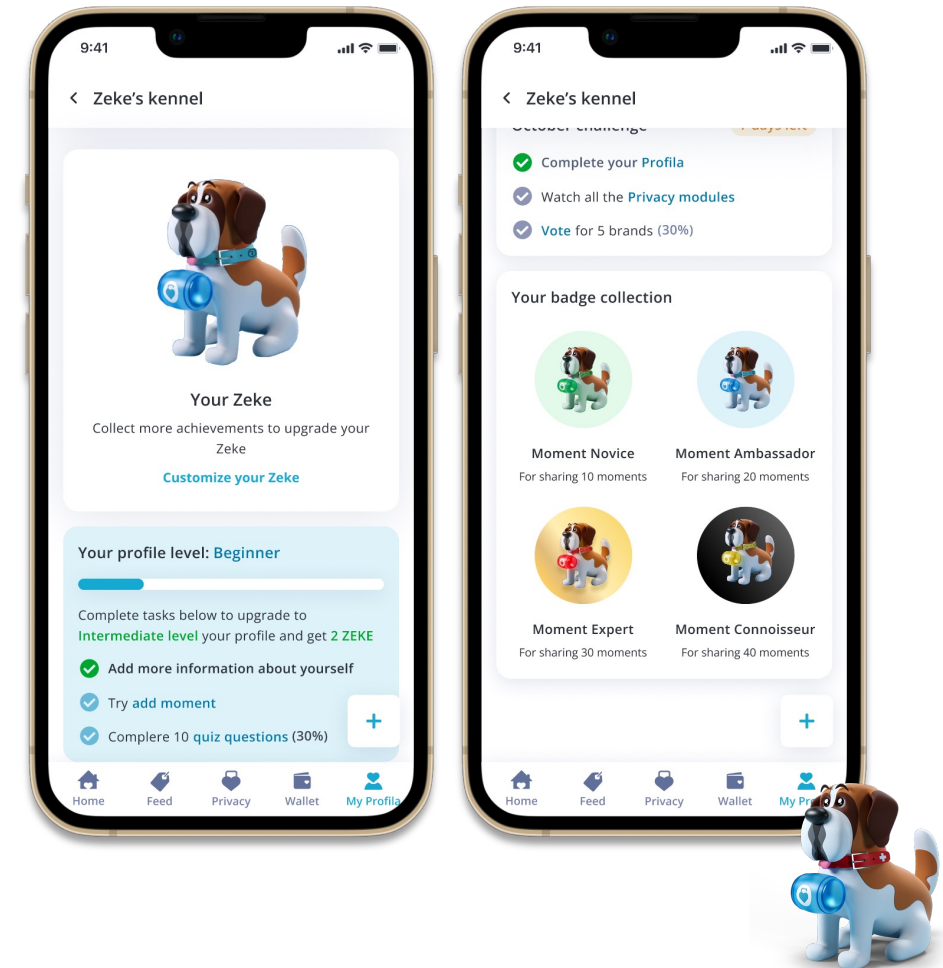 9:41
Zeke's kennel
Your Zeke
Collect more achievements to upgrade your
Zeke
Customize your Zeke
Your profile level: Beginner
Complete tasks below to upgrade to
Intermediate level your profile and get 2 ZEKE
Add more information about yourself
Try add moment
Complere 10 quiz questions (30%)
+
Home
Feed
Privacy
Wallet
My Profila
9:41
Zeke's kennel
October challenge
days left
Complete your Profila
Watch all the Privacy modules
Vote for 5 brands (30%)
Your badge collection
Moment Novice
For sharing 10 moments
Moment Ambassador
For sharing 20 moments
Moment Expert
For sharing 30 moments
Moment Connoisseur
For sharing 40 moments
+
Home
Feed
Privacy
Wallet
My